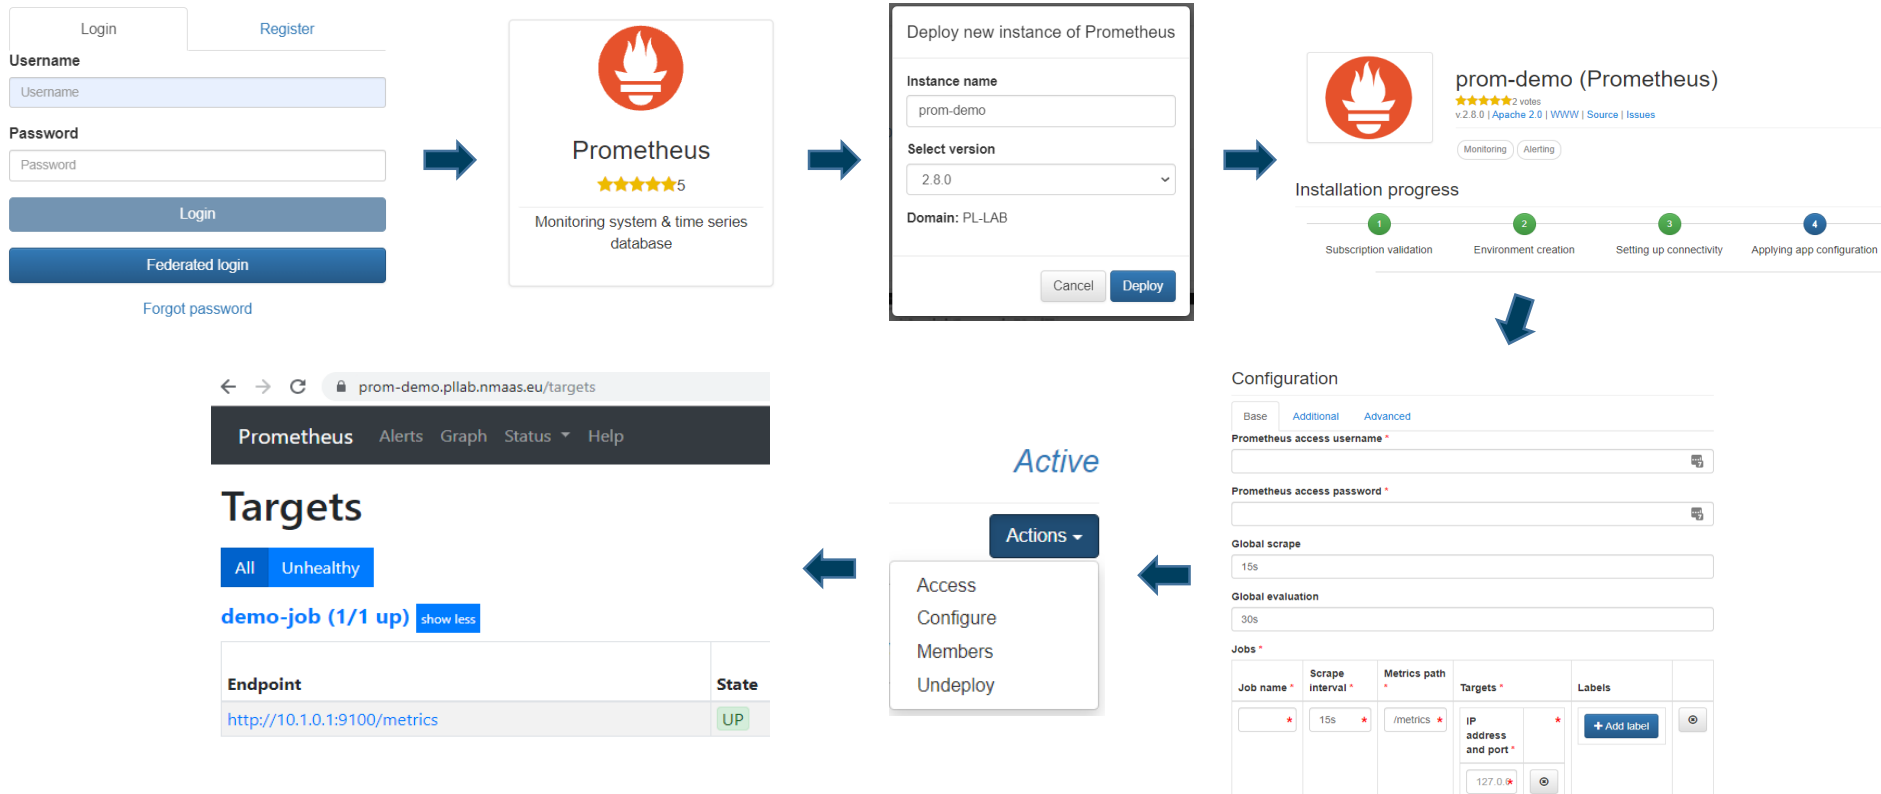 Login
Register
Username
Username
Password
Password
Login
Federated login
Forgot password
Prometheus
5
Monitoring system & time series
database
Deploy new instance of Prometheus
Instance name
prom-demo
Select version
2.8.0
Domain: PL-LAB
Cancel
Deploy
prom-demo (Prometheus)
2 votes
v.2.8.0 | Apache 2.0 | WWW | Source | Issues
Monitoring
Alerting
Installation progress
1
2
3
4
Subscription validation
Environment creation
Setting up connectivity
Applying app configuration
Configuration
Base
Additional
Advanced
Prometheus access username *
Prometheus access password *
Global scrape
15s
Global evaluation
30s
Jobs *
Job name *
Scrape
interval *
Metrics path
*
Targets *
Labels
*
15s *
/metrics *
IP
address
and port *
*
+ Add label
127.0. *
Active
Actions
Access
Configure
Members
Undeploy
prom-demo.pllab.nmaas.eu/targets
Prometheus Alerts Graph Status Help
Targets
All
Unhealthy
demo-job (1/1 up) show less
Endpoint
State
http://10.1.0.1:9100/metrics
UP